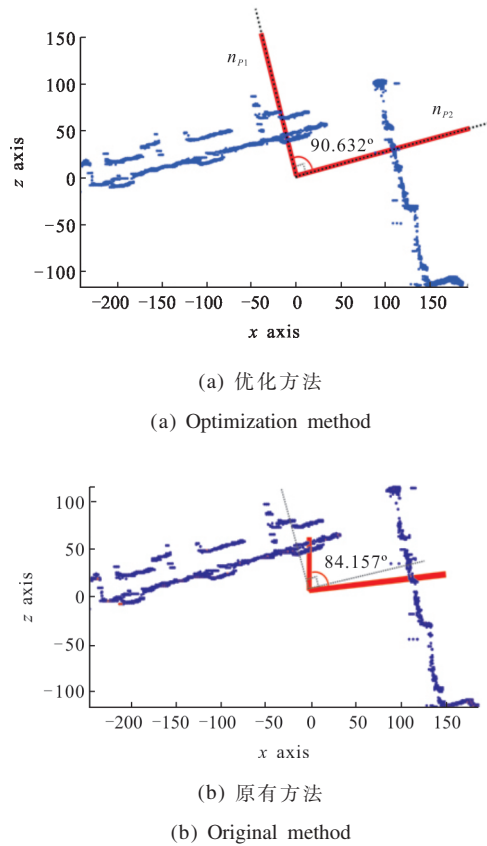 150
100
50
0
−50
−100
z axis
n_{P1}
n_{P2}
90.632°
−200 −150 −100 −50 0 50 100 150
x axis
(a) 优化方法
(a) Optimization method
100
50
0
−50
−100
z axis
84.157°
−200 −150 −100 −50 0 50 100 150
x axis
(b) 原有方法
(b) Original method